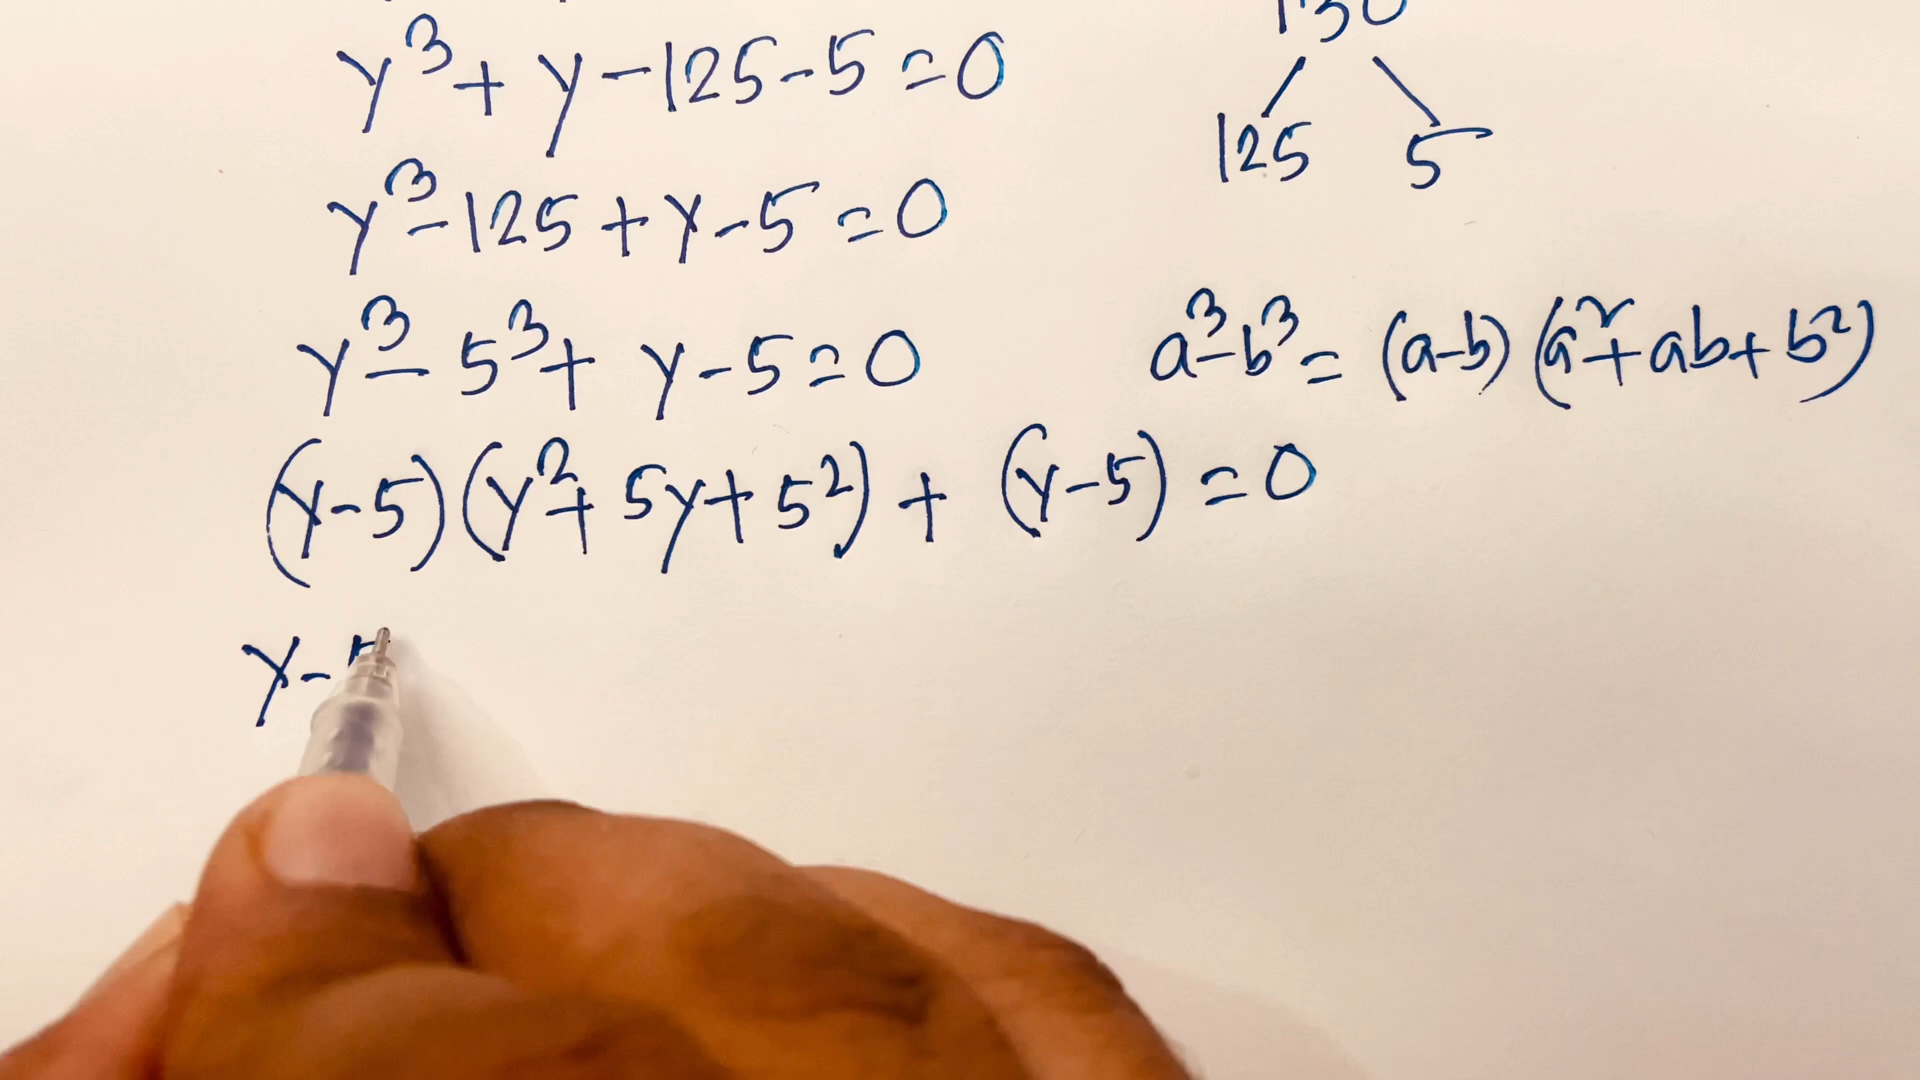 y³ + y - 125 - 5 = 0
130
125 5
y³ - 125 + y - 5 = 0
y³ - 5³ + y - 5 = 0
a³ - b³ = (a-b) (a² + ab + b²)
(y-5) (y² + 5y + 5²) + (y-5) = 0
y -